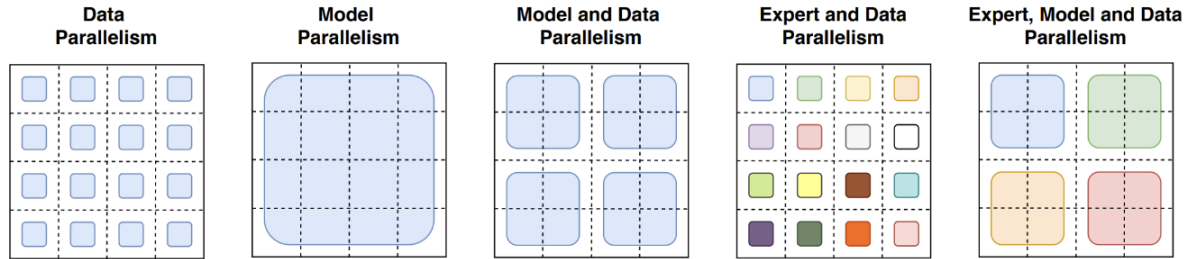 Data
Parallelism
Model
Parallelism
Model and Data
Parallelism
Expert and Data
Parallelism
Expert, Model and Data
Parallelism